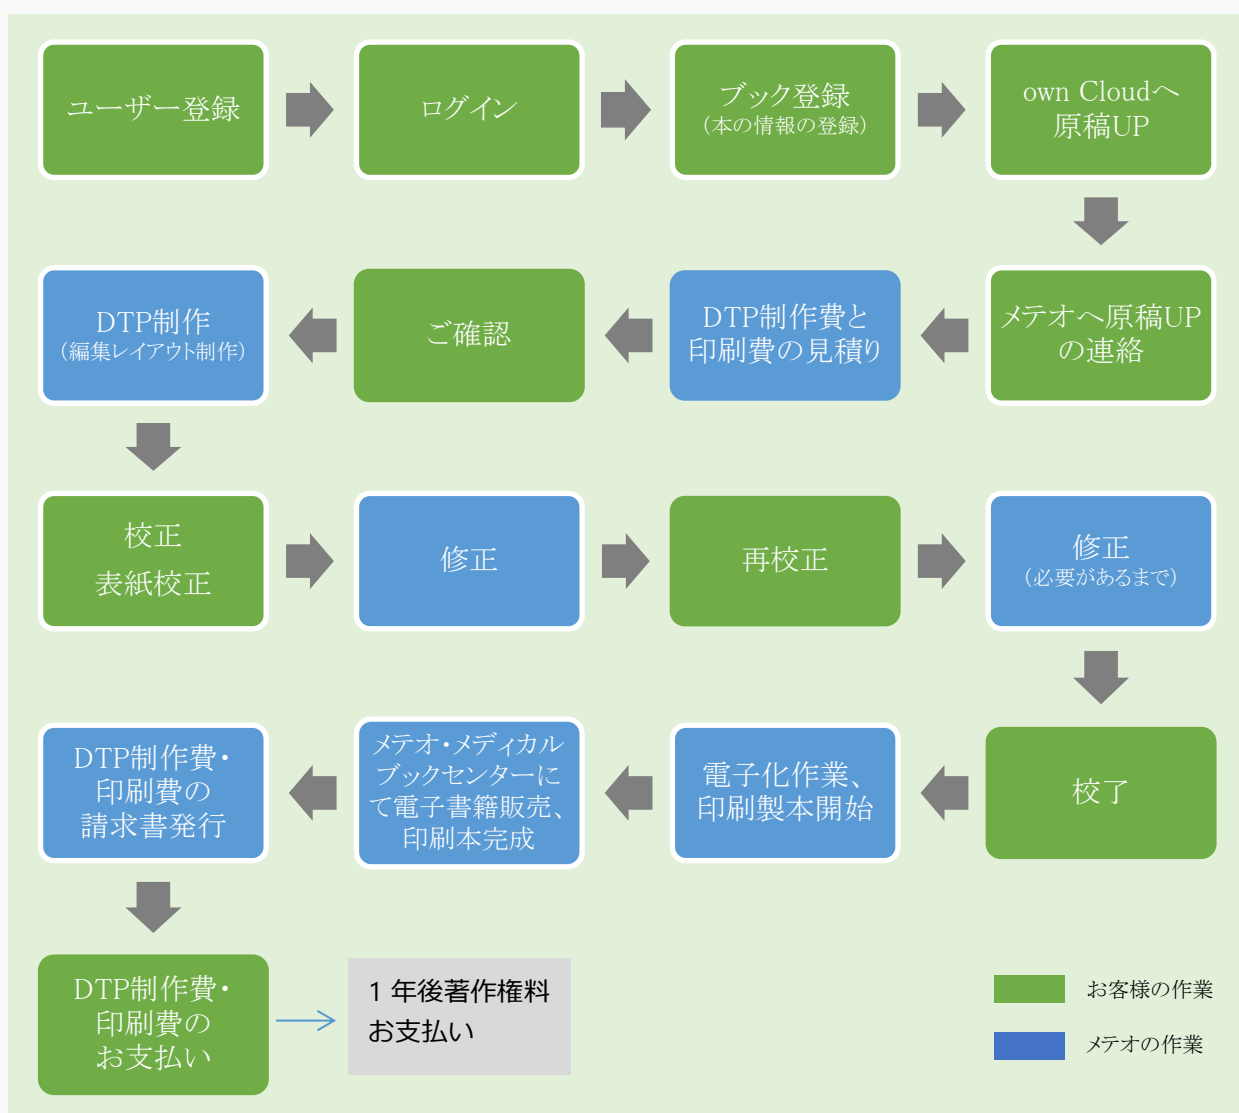 ユーザー登録
ログイン
ブック登録
（本の情報の登録）
own Cloudへ
原稿UP
メテオへ原稿UP
の連絡
DTP制作費と
印刷費の見積り
ご確認
DTP制作
（編集レイアウト制作）
校正
表紙校正
修正
再校正
修正
（必要があるまで）
校了
電子化作業、
印刷製本開始
メテオ・メディカル
ブックセンターに
て電子書籍販売、
印刷本完成
DTP制作費・
印刷費の
請求書発行
DTP制作費・
印刷費の
お支払い
1 年後著作権料
お支払い
お客様の作業
メテオの作業